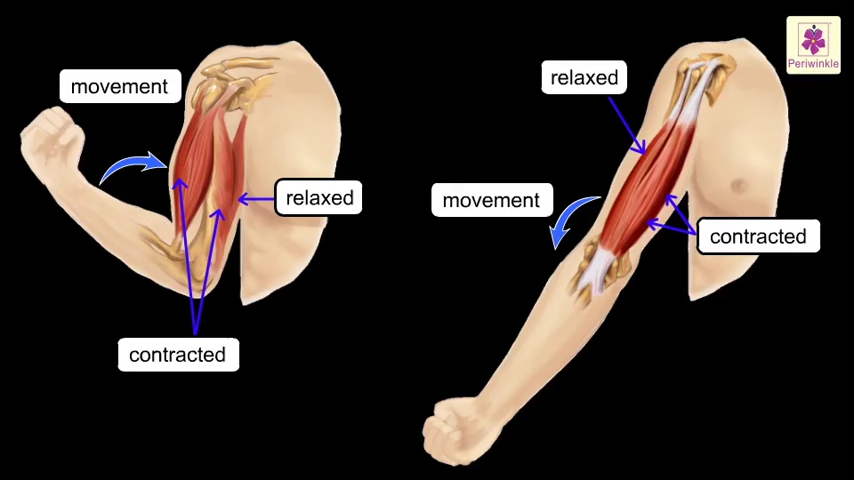 movement
relaxed
contracted
relaxed
movement
contracted
Periwinkle